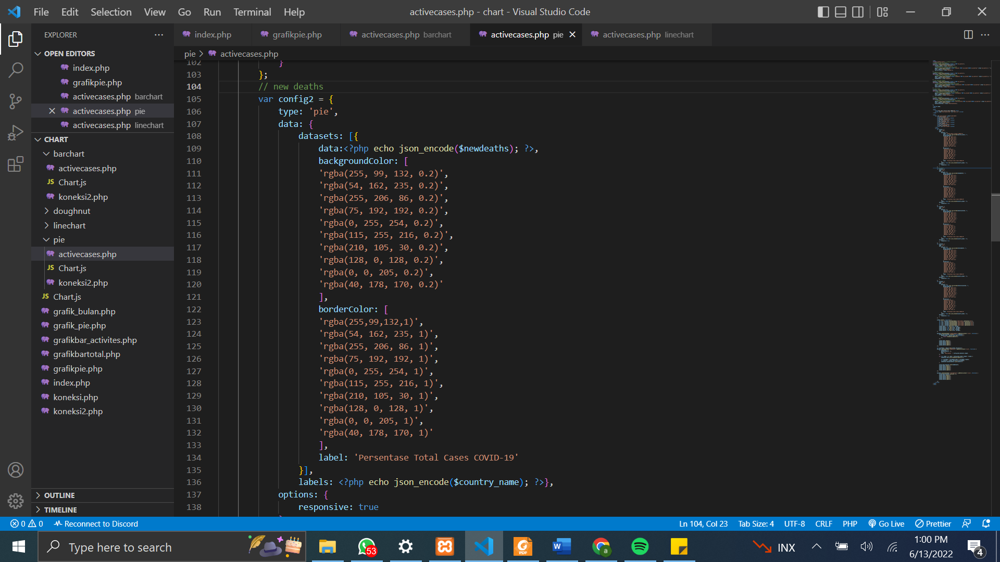 File Edit Selection View Go Run Terminal Help
activecases.php - chart - Visual Studio Code
EXPLORER
OPEN EDITORS
index.php
grafikpie.php
activecases.php barchart
activecases.php pie
activecases.php linechart
CHART
barchart
activecases.php
JS Chart.js
koneksi2.php
doughnut
linechart
pie
activecases.php
JS Chart.js
koneksi2.php
JS Chart.js
grafik_bulan.php
grafik_pie.php
grafikbar_activites.php
grafikbartotal.php
grafikpie.php
index.php
koneksi.php
koneksi2.php
OUTLINE
TIMELINE
index.php grafikpie.php activecases.php barchart activecases.php pie activecases.php linechart
pie > activecases.php
102 }
103 };
104 // new deaths
105 var config2 = {
106 type: 'pie',
107 data: {
108 datasets: [{
109 data:<?php echo json_encode($newdeaths); ?>,
110 backgroundColor: [
111 'rgba(255, 99, 132, 0.2)',
112 'rgba(54, 162, 235, 0.2)',
113 'rgba(255, 206, 86, 0.2)',
114 'rgba(75, 192, 192, 0.2)',
115 'rgba(0, 255, 254, 0.2)',
116 'rgba(115, 255, 216, 0.2)',
117 'rgba(210, 105, 30, 0.2)',
118 'rgba(128, 0, 128, 0.2)',
119 'rgba(0, 0, 205, 0.2)',
120 'rgba(40, 178, 170, 0.2)'
121 ],
122 borderColor: [
123 'rgba(255,99,132,1)',
124 'rgba(54, 162, 235, 1)',
125 'rgba(255, 206, 86, 1)',
126 'rgba(75, 192, 192, 1)',
127 'rgba(0, 255, 254, 1)',
128 'rgba(115, 255, 216, 1)',
129 'rgba(210, 105, 30, 1)',
130 'rgba(128, 0, 128, 1)',
131 'rgba(0, 0, 205, 1)',
132 'rgba(40, 178, 170, 1)'
133 ],
134 label: 'Persentase Total Cases COVID-19'
135 }],
136 labels: <?php echo json_encode($country_name); ?>},
137 options: {
138 responsive: true
0 0 Reconnect to Discord
Ln 104, Col 23 Tab Size: 4 UTF-8 CRLF PHP Go Live Prettier
Type here to search
53
PDF
W
a
INX
1:00 PM
6/13/2022
4